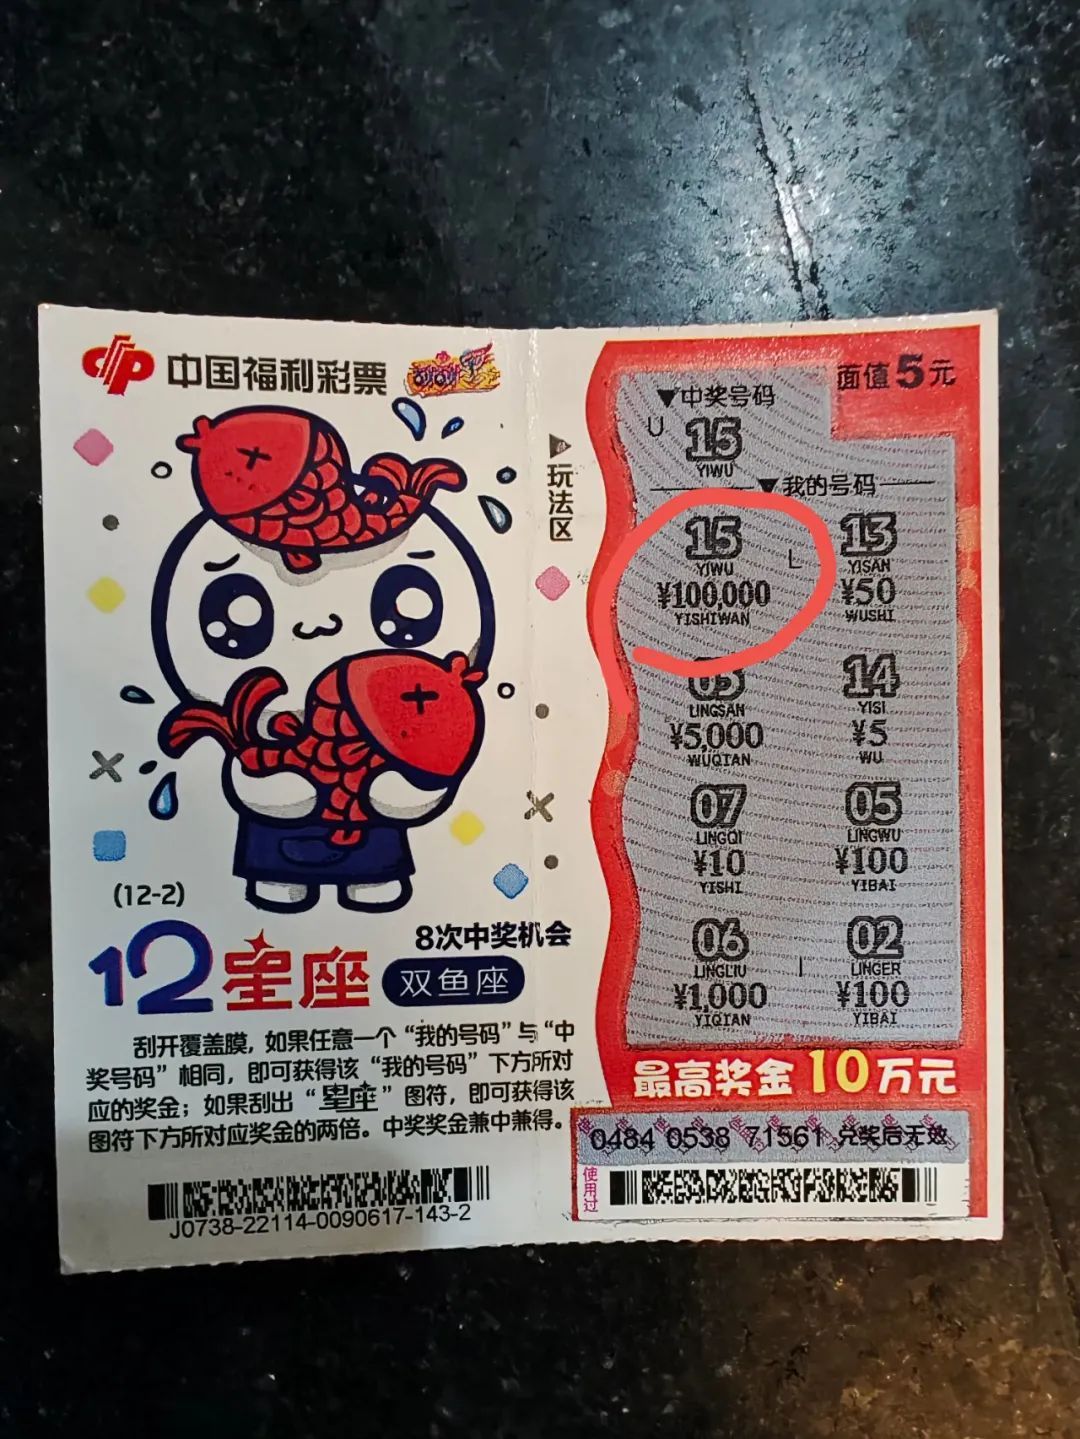 中国福利彩票 刮刮乐
面值5元
▼中奖号码
U 15
YIWU
▶玩法区
▼我的号码
15 L 13
YIWU YISAN
¥100,000 ¥50
YISHIWAN WUSHI
03 14
LINGSAN YISI
¥5,000 ¥5
WUQIAN WU
07 05
LINGQI LINGWU
¥10 ¥100
YISHI YIBAI
06 02
LINGLIU LINGER
¥1,000 ¥100
YIQIAN YIBAI
(12-2)
8次中奖机会
12星座 双鱼座
刮开覆盖膜，如果任意一个“我的号码”与“中
奖号码”相同，即可获得该“我的号码”下方所对
应的奖金；如果刮出“星座”图符，即可获得该
图符下方所对应奖金的两倍。中奖奖金兼中兼得。
J0738-22114-0090617-143-2
最高奖金10万元
0484 0538 71561 兑奖后无效
使用过